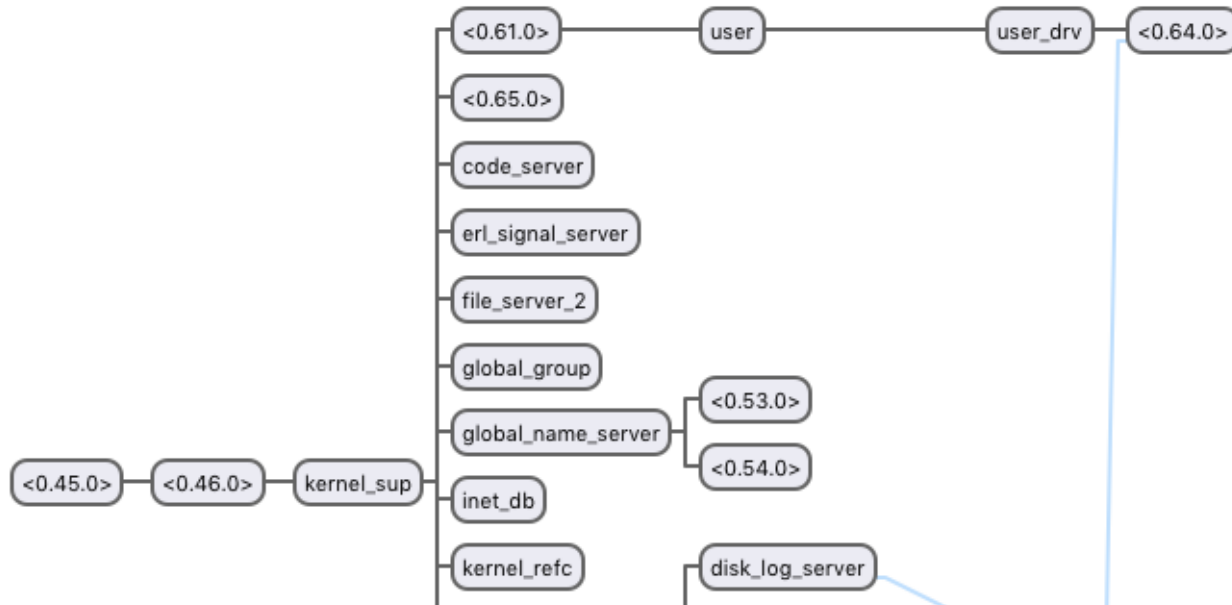 <0.61.0>
user
user_drv
<0.64.0>
<0.65.0>
code_server
erl_signal_server
file_server_2
global_group
<0.53.0>
global_name_server
<0.54.0>
<0.45.0>
<0.46.0>
kernel_sup
inet_db
kernel_refc
disk_log_server